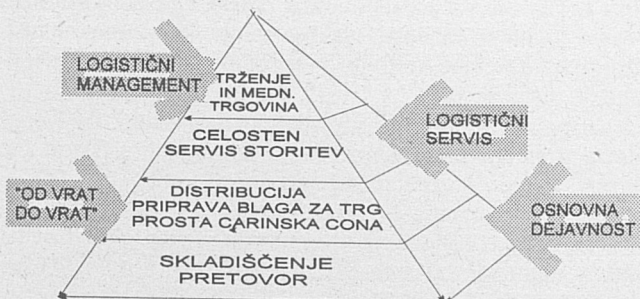 LOGISTIČNI
MANAGEMENT
TRŽENJE
IN MEDN.
TRGOVINA
LOGISTIČNI
SERVIS
CELOSTEN
SERVIS STORITEV
"OD VRAT
DO VRAT"
DISTRIBUCIJA
PRIPRAVA BLAGA ZA TRG
PROSTA CARINSKA CONA
OSNOVNA
DEJAVNOST
SKLADIŠČENJE
PRETOVOR